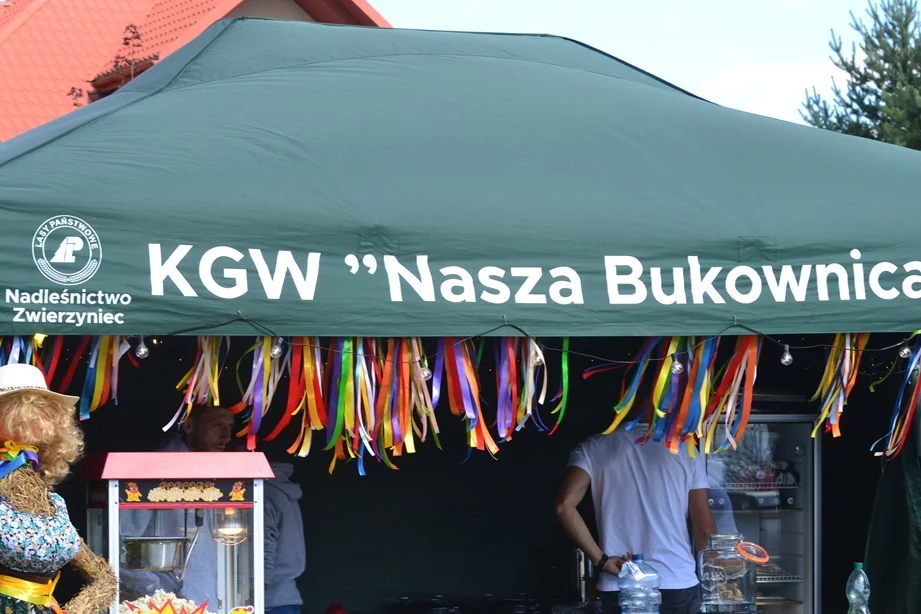 LASY PAŃSTWOWE
Nadleśnictwo
Zwierzyniec
KGW ”Nasza Bukownica